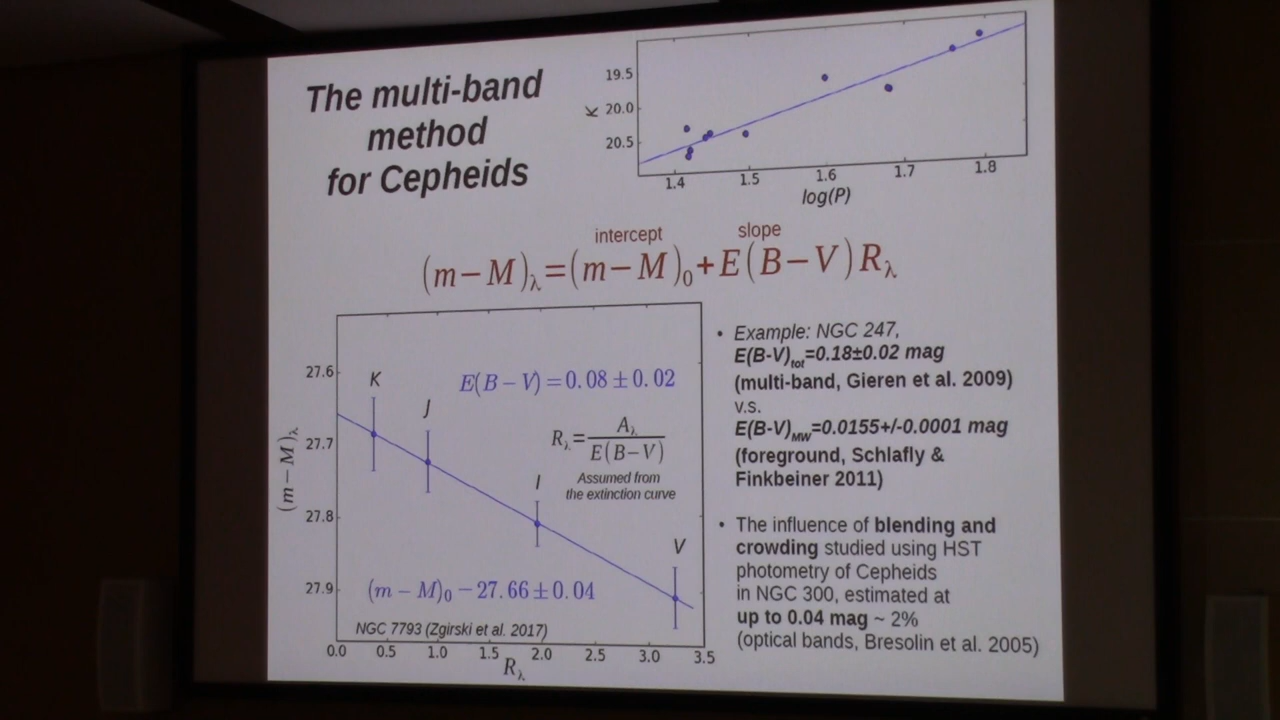 The multi-band
method
for Cepheids
K
19.5
20.0
20.5
1.4 1.5 1.6 1.7 1.8
log(P)
intercept slope
(m−M)λ=(m−M)0+E(B−V)Rλ
27.6
27.7
27.8
27.9
(m−M)λ
K
J
I
V
E(B−V)=0.08±0.02
Rλ=Aλ/E(B−V)
Assumed from
the extinction curve
(m−M)0−27.66±0.04
NGC 7793 (Zgirski et al. 2017)
0.0 0.5 1.0 1.5 2.0 2.5 3.0 3.5
Rλ
• Example: NGC 247,
E(B-V)tot=0.18±0.02 mag
(multi-band, Gieren et al. 2009)
v.s.
E(B-V)MW=0.0155+/-0.0001 mag
(foreground, Schlafly &
Finkbeiner 2011)
• The influence of blending and
crowding studied using HST
photometry of Cepheids
in NGC 300, estimated at
up to 0.04 mag ~ 2%
(optical bands, Bresolin et al. 2005)